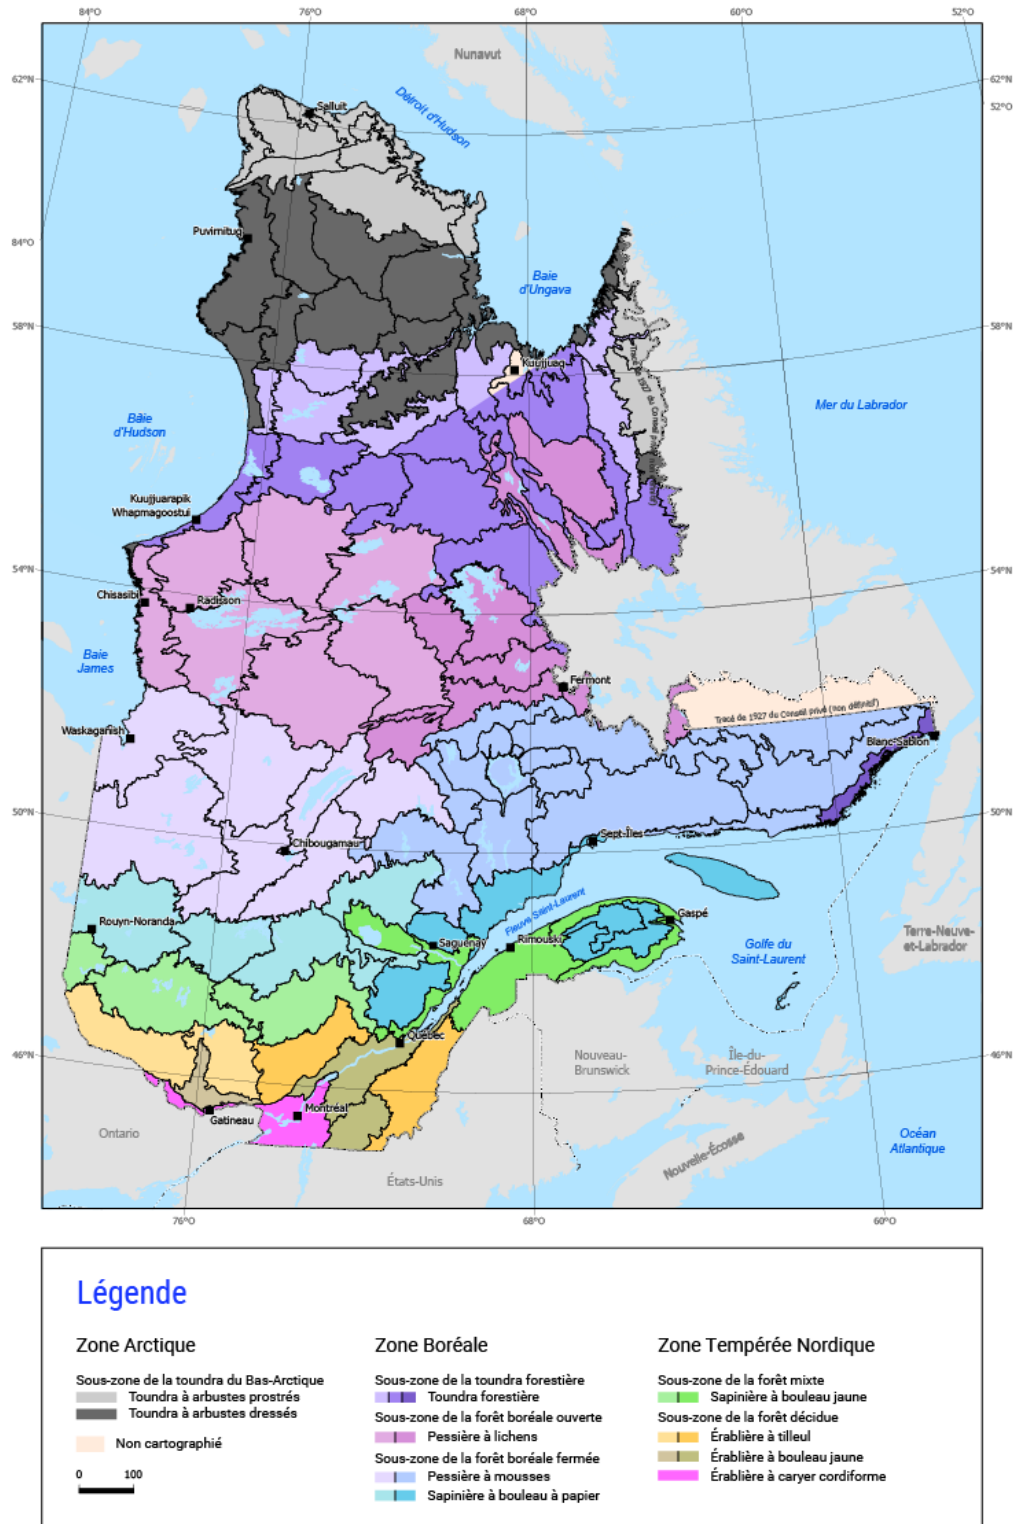 84°O
76°O
68°O
60°O
52°O
Nunavut
62°N
62°N
52°O
Détroit d'Hudson
Salluit
Puvirnituq
84°O
Baie
d'Ungava
58°N
58°N
Kuujjuaq
Tracé de 1927 du Conseil privé (non définitif)
Mer du Labrador
Baie
d'Hudson
Kuujjuarapik
Whapmagoostui
54°N
54°N
Chisasibi
Radisson
Baie
James
Fermont
Tracé de 1927 du Conseil privé (non définitif)
Waskaganish
Blanc-Sablon
50°N
50°N
Sept-Îles
Chibougamau
Fleuve Saint-Laurent
Rouyn-Noranda
Gaspé
Saguenay
Rimouski
Golfe du
Saint-Laurent
Terre-Neuve-
et-Labrador
Québec
46°N
46°N
Nouveau-
Brunswick
Île-du-
Prince-Édouard
Montréal
Gatineau
Ontario
Nouvelle-Écosse
Océan
Atlantique
États-Unis
76°O
68°O
60°O
Légende
Zone Arctique
Sous-zone de la toundra du Bas-Arctique
Toundra à arbustes prostrés
Toundra à arbustes dressés
Non cartographié
0 100
Zone Boréale
Sous-zone de la toundra forestière
Toundra forestière
Sous-zone de la forêt boréale ouverte
Pessière à lichens
Sous-zone de la forêt boréale fermée
Pessière à mousses
Sapinière à bouleau à papier
Zone Tempérée Nordique
Sous-zone de la forêt mixte
Sapinière à bouleau jaune
Sous-zone de la forêt décidue
Érablière à tilleul
Érablière à bouleau jaune
Érablière à caryer cordiforme